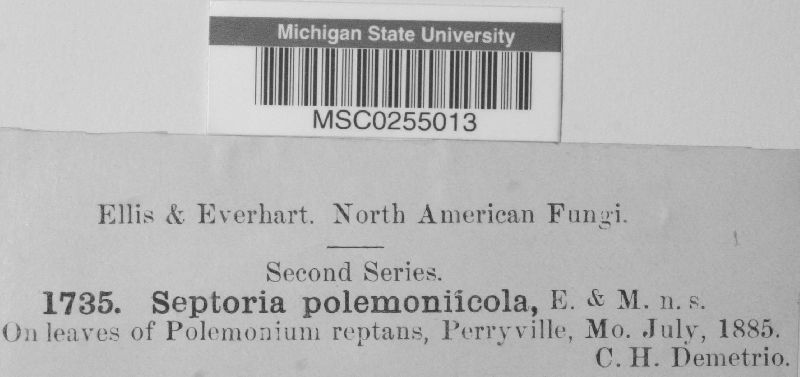 Michigan State University
MSC0255013
Ellis & Everhart. North American Fungi.
Second Series.
1735. Septoria polemoniicola, E. & M. n. s.
On leaves of Polemonium reptans, Perryville, Mo. July, 1885.
C. H. Demetrio.